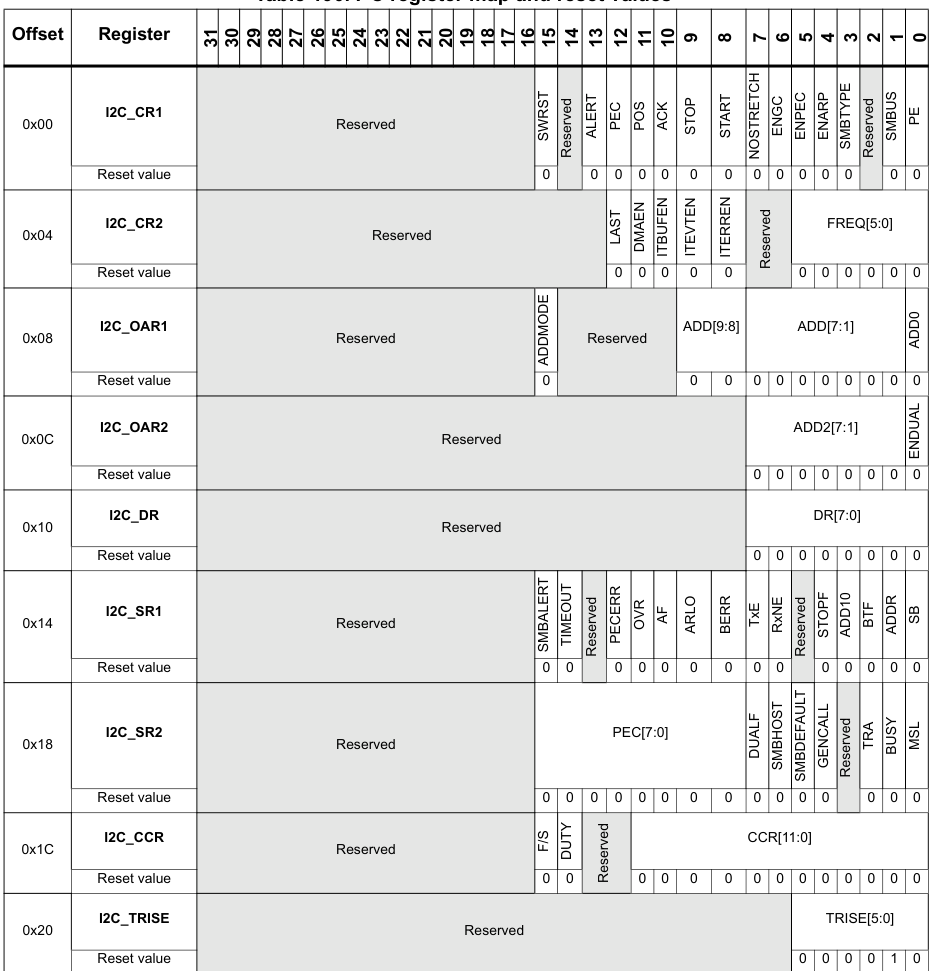 Offset Register 31 30 29 28 27 26 25 24 23 22 21 20 19 18 17 16 15 14 13 12 11 10 9 8 7 6 5 4 3 2 1 0
0x00 I2C_CR1 Reserved SWRST Reserved ALERT PEC POS ACK STOP START NOSTRETCH ENGC ENPEC ENARP SMBTYPE Reserved SMBUS PE
Reset value 0 0 0 0 0 0 0 0 0 0 0 0 0 0
0x04 I2C_CR2 Reserved LAST DMAEN ITBUFEN ITEVTEN ITERREN Reserved FREQ[5:0]
Reset value 0 0 0 0 0 0 0 0 0 0 0
0x08 I2C_OAR1 Reserved ADDMODE Reserved ADD[9:8] ADD[7:1] ADD0
Reset value 0 0 0 0 0 0 0 0 0 0 0
0x0C I2C_OAR2 Reserved ADD2[7:1] ENDUAL
Reset value 0 0 0 0 0 0 0 0
0x10 I2C_DR Reserved DR[7:0]
Reset value 0 0 0 0 0 0 0 0
0x14 I2C_SR1 Reserved SMBALERT TIMEOUT Reserved PECERR OVR AF ARLO BERR TxE RxNE Reserved STOPF ADD10 BTF ADDR SB
Reset value 0 0 0 0 0 0 0 0 0 0 0 0 0 0
0x18 I2C_SR2 Reserved PEC[7:0] DUALF SMBHOST SMBDEFAULT GENCALL Reserved TRA BUSY MSL
Reset value 0 0 0 0 0 0 0 0 0 0 0 0 0 0 0
0x1C I2C_CCR Reserved F/S DUTY Reserved CCR[11:0]
Reset value 0 0 0 0 0 0 0 0 0 0 0 0 0 0
0x20 I2C_TRISE Reserved TRISE[5:0]
Reset value 0 0 0 0 1 0